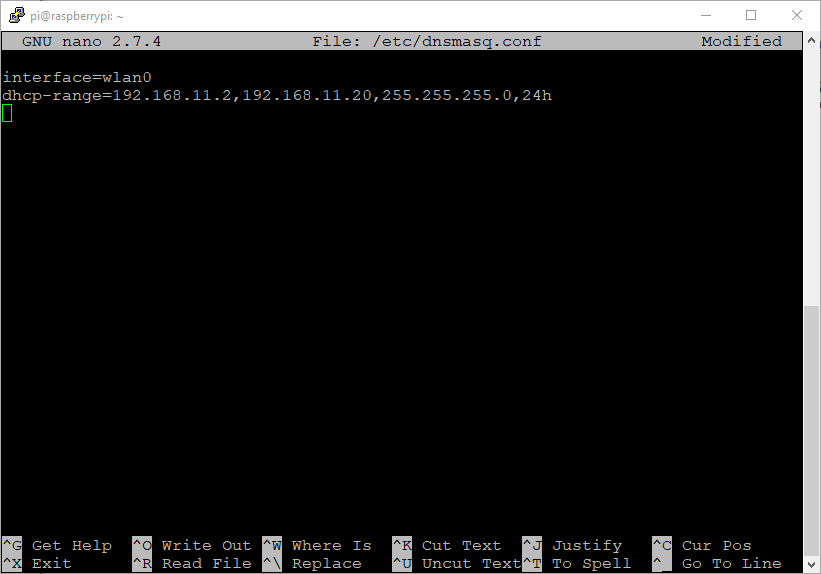 pi@raspberrypi: ~
GNU nano 2.7.4 File: /etc/dnsmasq.conf Modified
interface=wlan0
dhcp-range=192.168.11.2,192.168.11.20,255.255.255.0,24h
^G Get Help ^O Write Out ^W Where Is ^K Cut Text ^J Justify ^C Cur Pos
^X Exit ^R Read File ^\ Replace ^U Uncut Text^T To Spell ^_ Go To Line